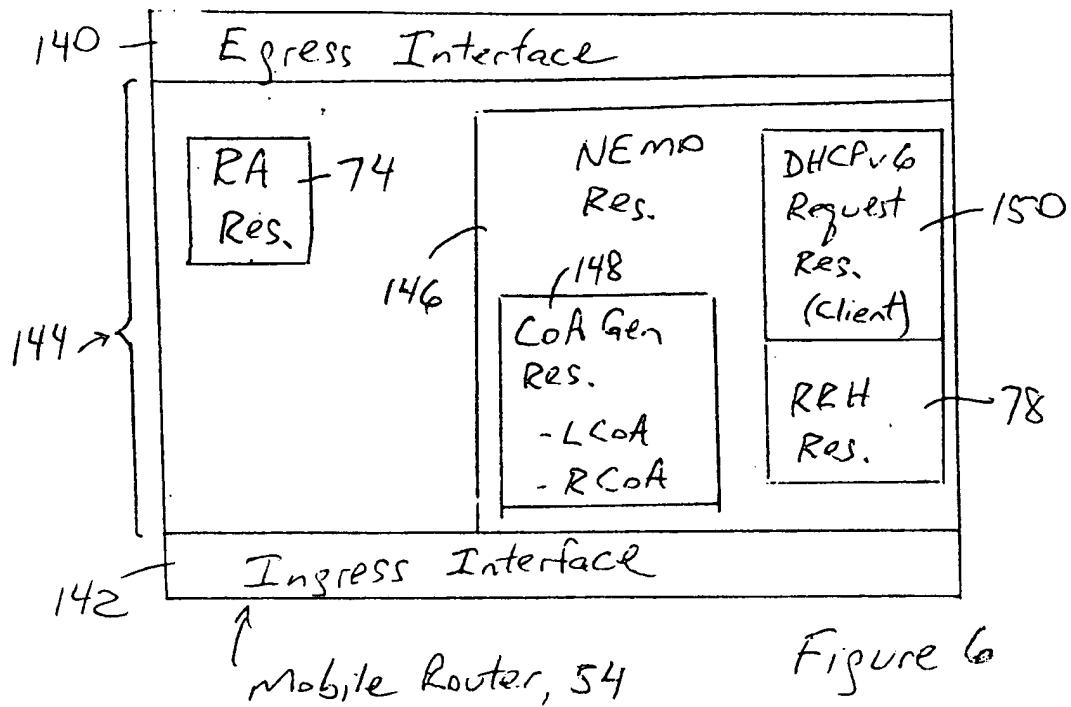 140
Egress Interface
RA
Res.
74
NEMO
Res.
DHCPv6
Request
Res.
(Client)
150
146
148
144
CoA Gen
Res.
- LCoA
- RCoA
RRH
Res.
78
142
Ingress Interface
Mobile Router, 54
Figure 6